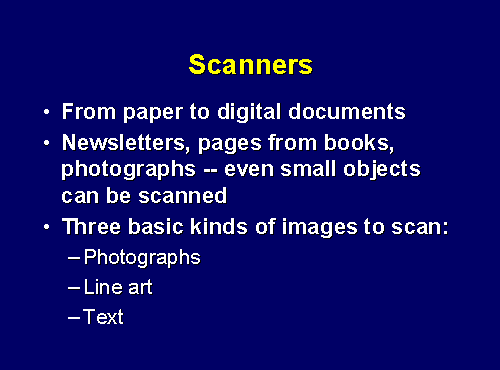 Scanners
• From paper to digital documents
• Newsletters, pages from books,
photographs -- even small objects
can be scanned
• Three basic kinds of images to scan:
– Photographs
– Line art
– Text